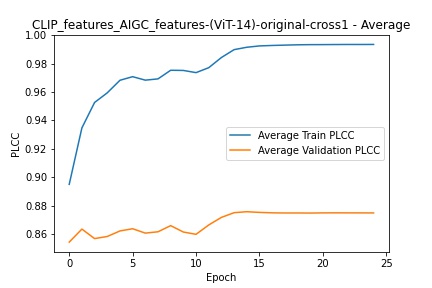 CLIP_features_AIGC_features-(ViT-14)-original-cross1 - Average
1.00
0.98
0.96
0.94
0.92
0.90
0.88
0.86
PLCC
Average Train PLCC
Average Validation PLCC
0 5 10 15 20 25
Epoch